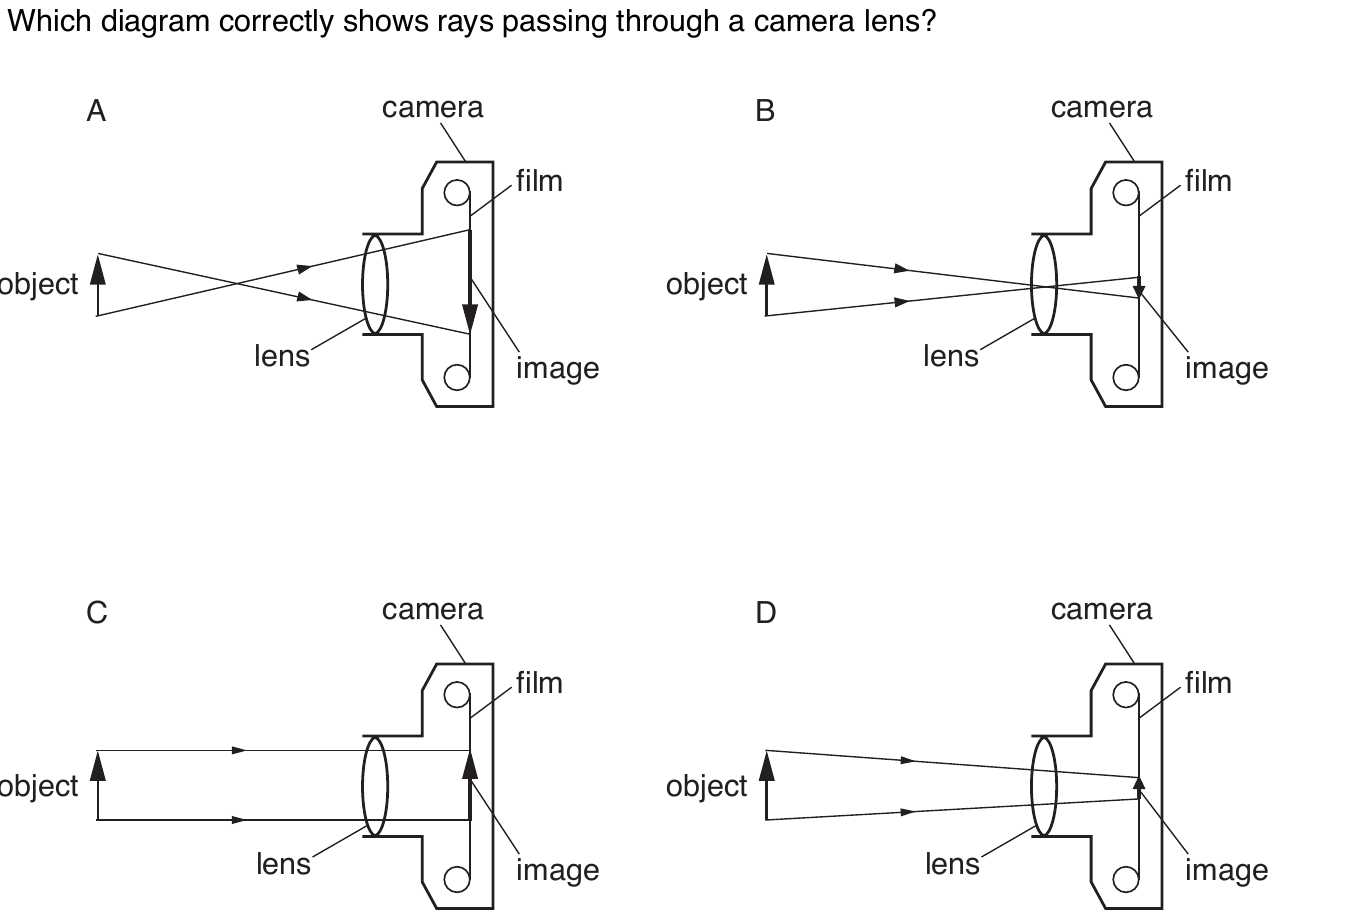 Which diagram correctly shows rays passing through a camera lens?
A
camera
film
object
lens
image
B
camera
film
object
lens
image
C
camera
film
object
lens
image
D
camera
film
object
lens
image